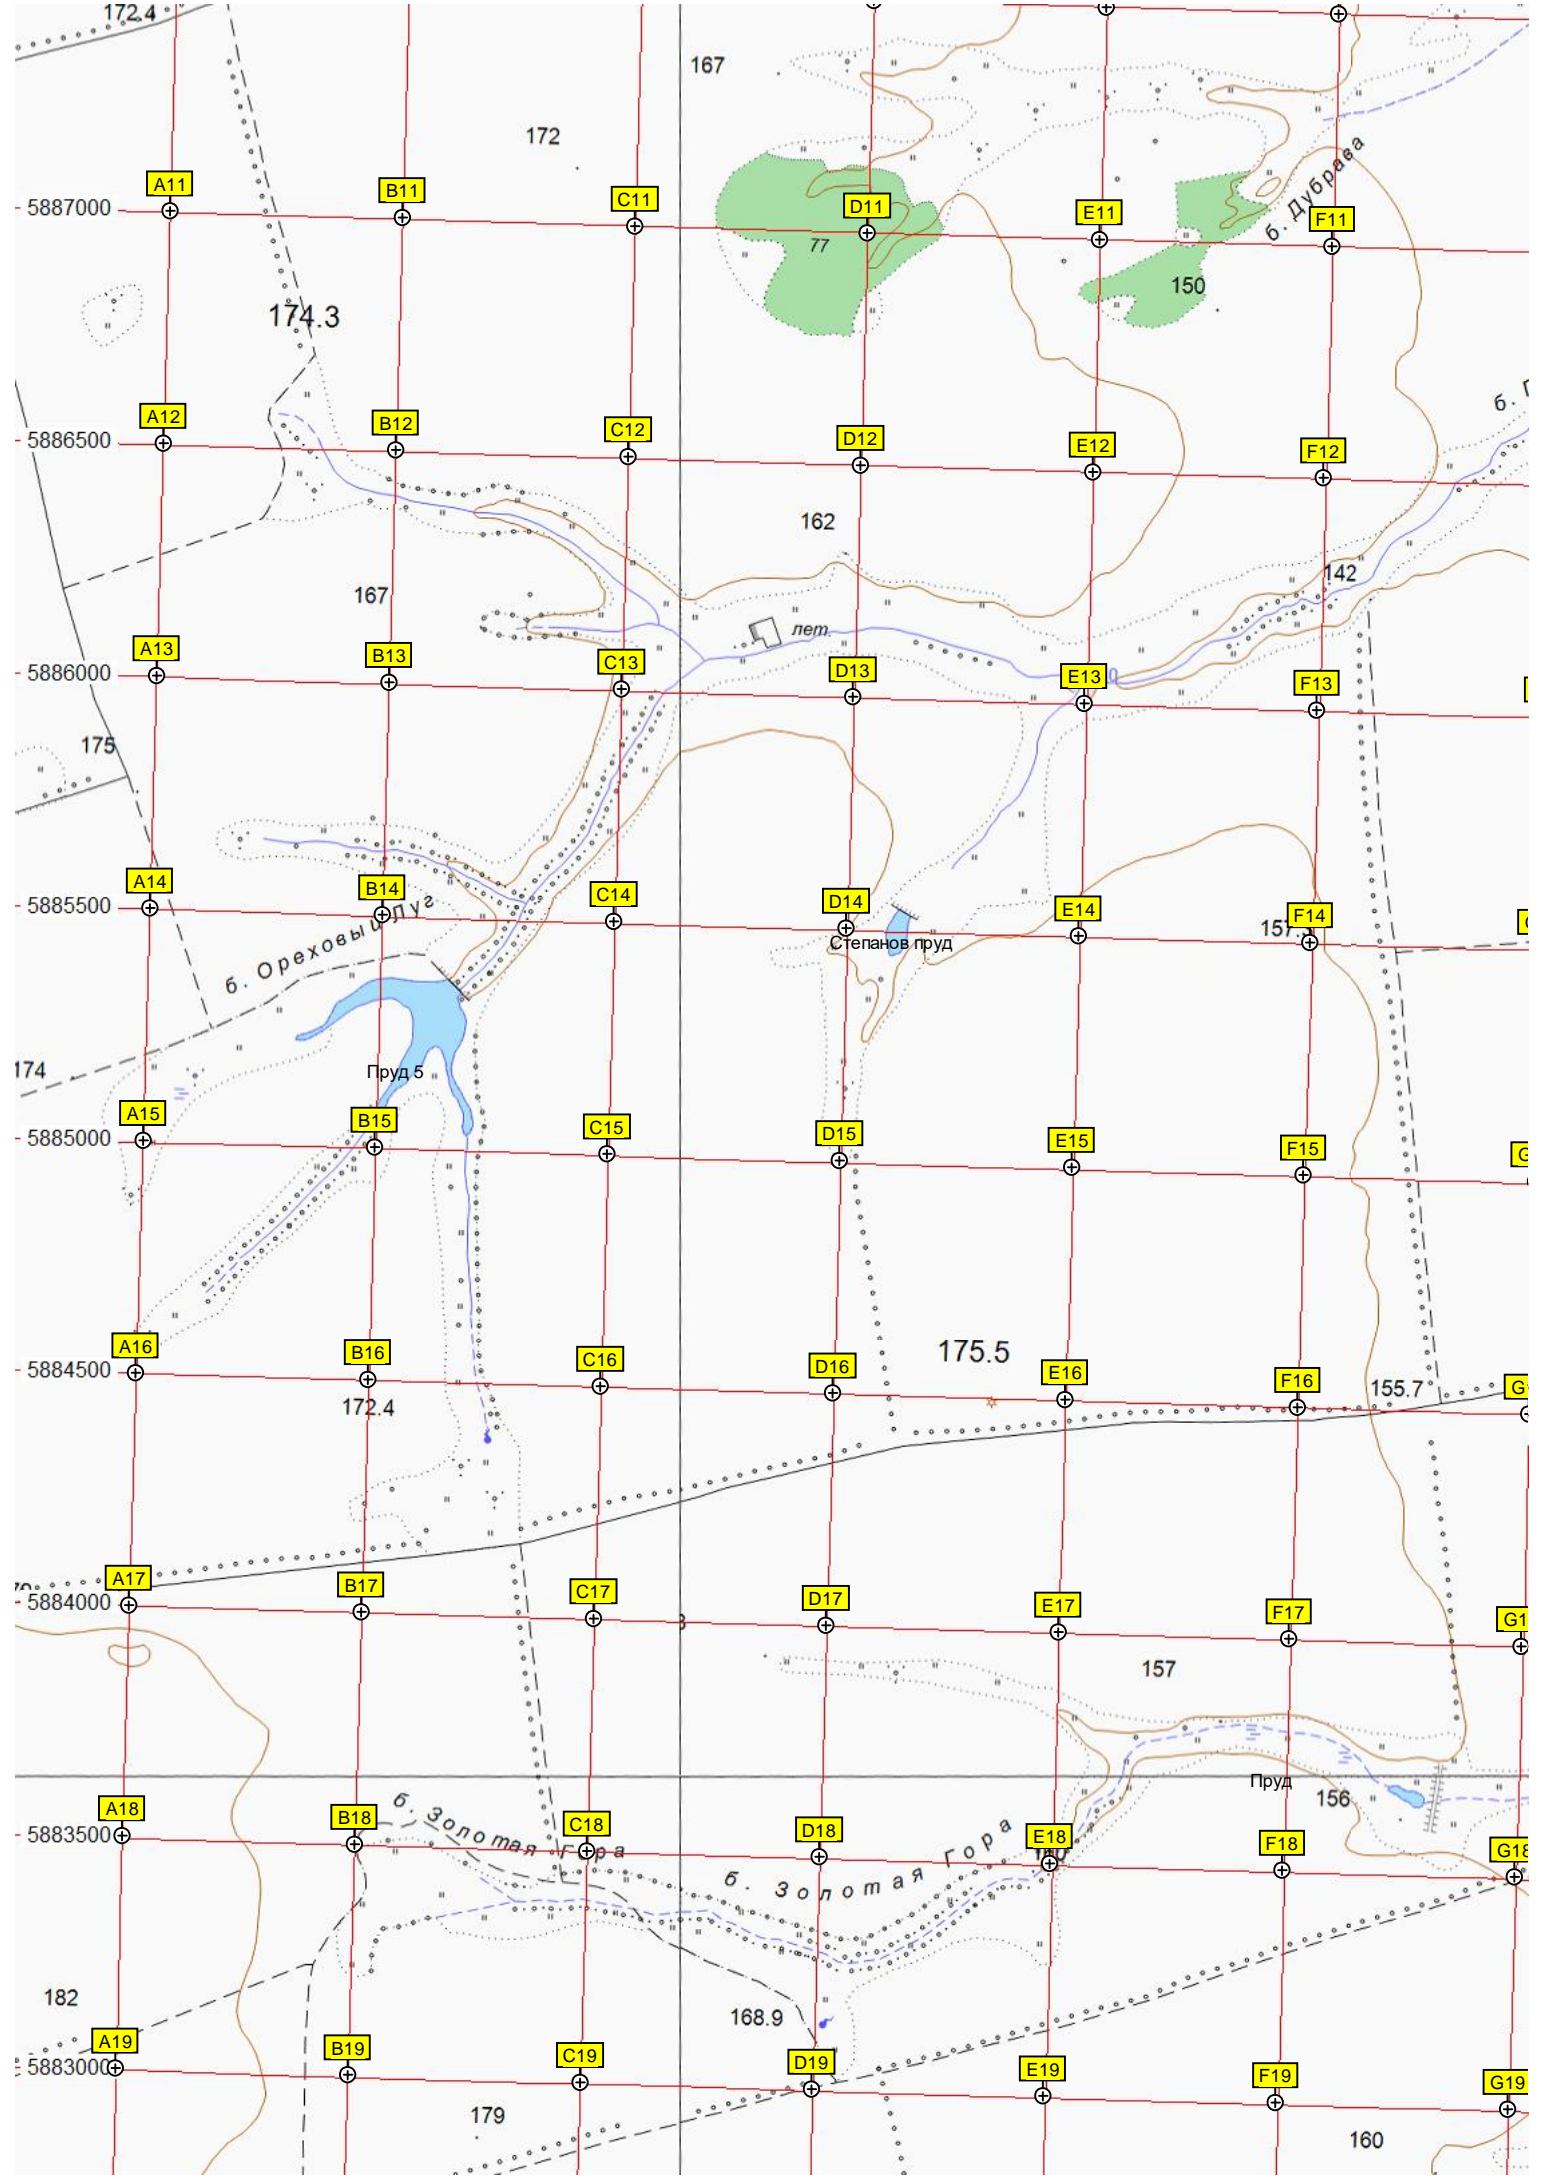 172.4
167
172
A11
B11
C11
D11
E11
F11
5887000
77
б. Дубрава
150
174.3
A12
B12
C12
D12
E12
F12
5886500
162
142
167
лет.
A13
B13
C13
D13
E13
F13
5886000
175
A14
B14
C14
D14
E14
F14
5885500
б. Ореховый Луг
Степанов пруд
174
Пруд 5
A15
B15
C15
D15
E15
F15
5885000
175.5
A16
B16
C16
D16
E16
F16
5884500
172.4
155.7
A17
B17
C17
D17
E17
F17
5884000
157
Пруд
156
A18
B18
C18
D18
E18
F18
G18
5883500
б. Золотая Гора
б. Золотая Гора
182
168.9
A19
B19
C19
D19
E19
F19
G19
5883000
179
160